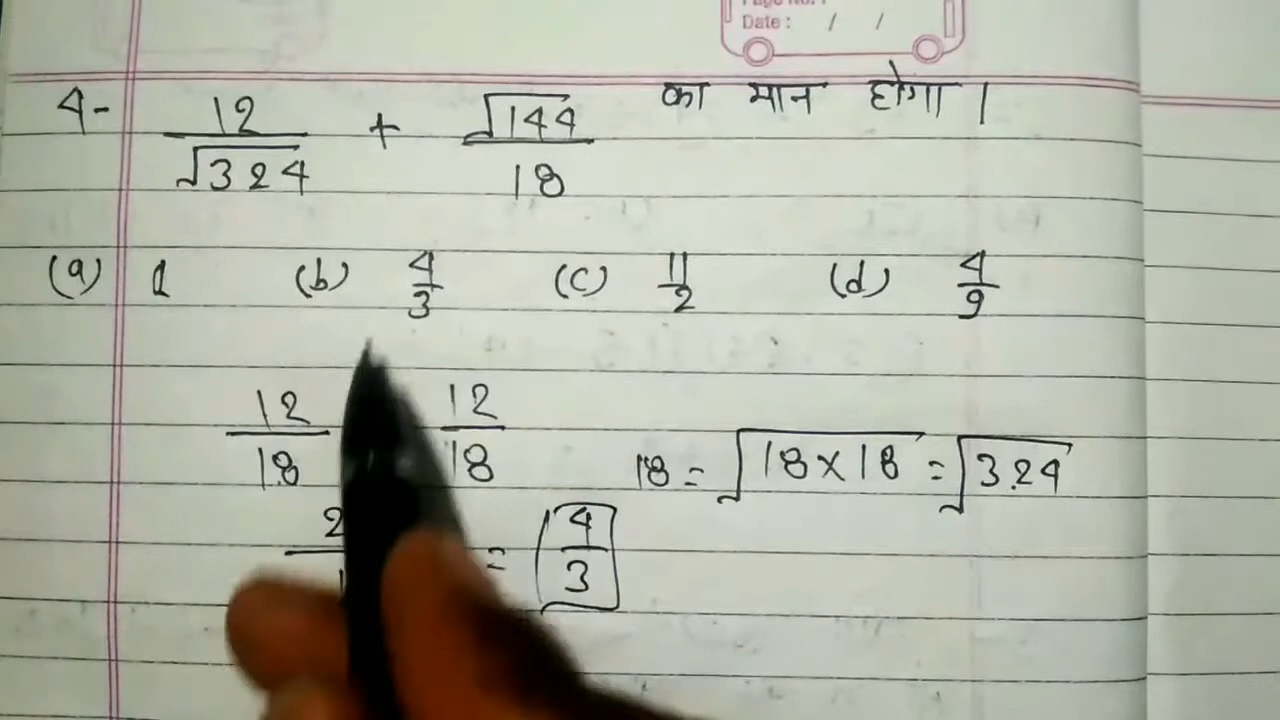 Date : / /
4- 12/√324 + √144/18 का मान होगा ।
(a) 1 (b) 4/3 (c) 11/2 (d) 4/9
12/18 12/18 18 = √18×18 = √324
= 4/3